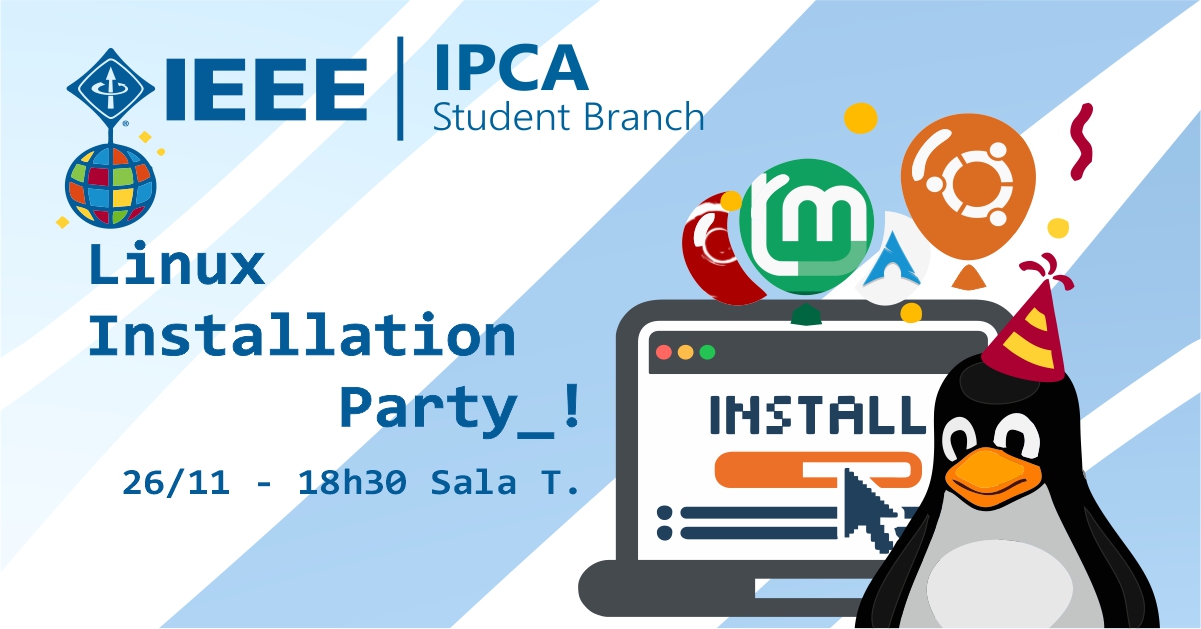 IEEE
IPCA
Student Branch
Linux
Installation
Party_!
26/11 - 18h30 Sala T.
INSTALL